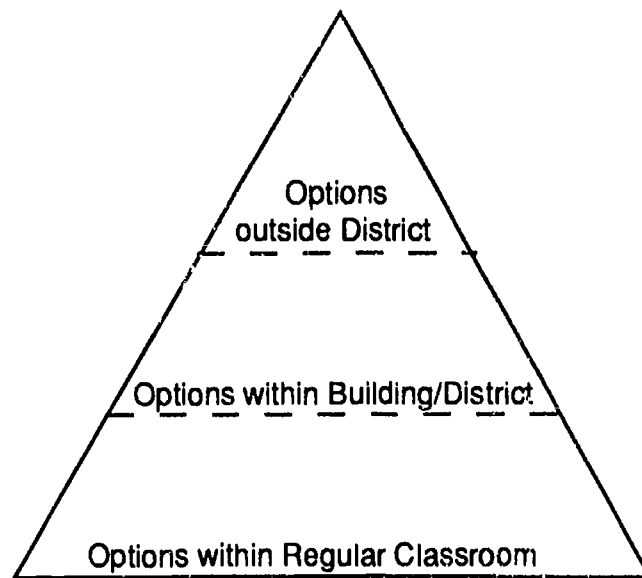 Options
outside District
Options within Building/District
Options within Regular Classroom